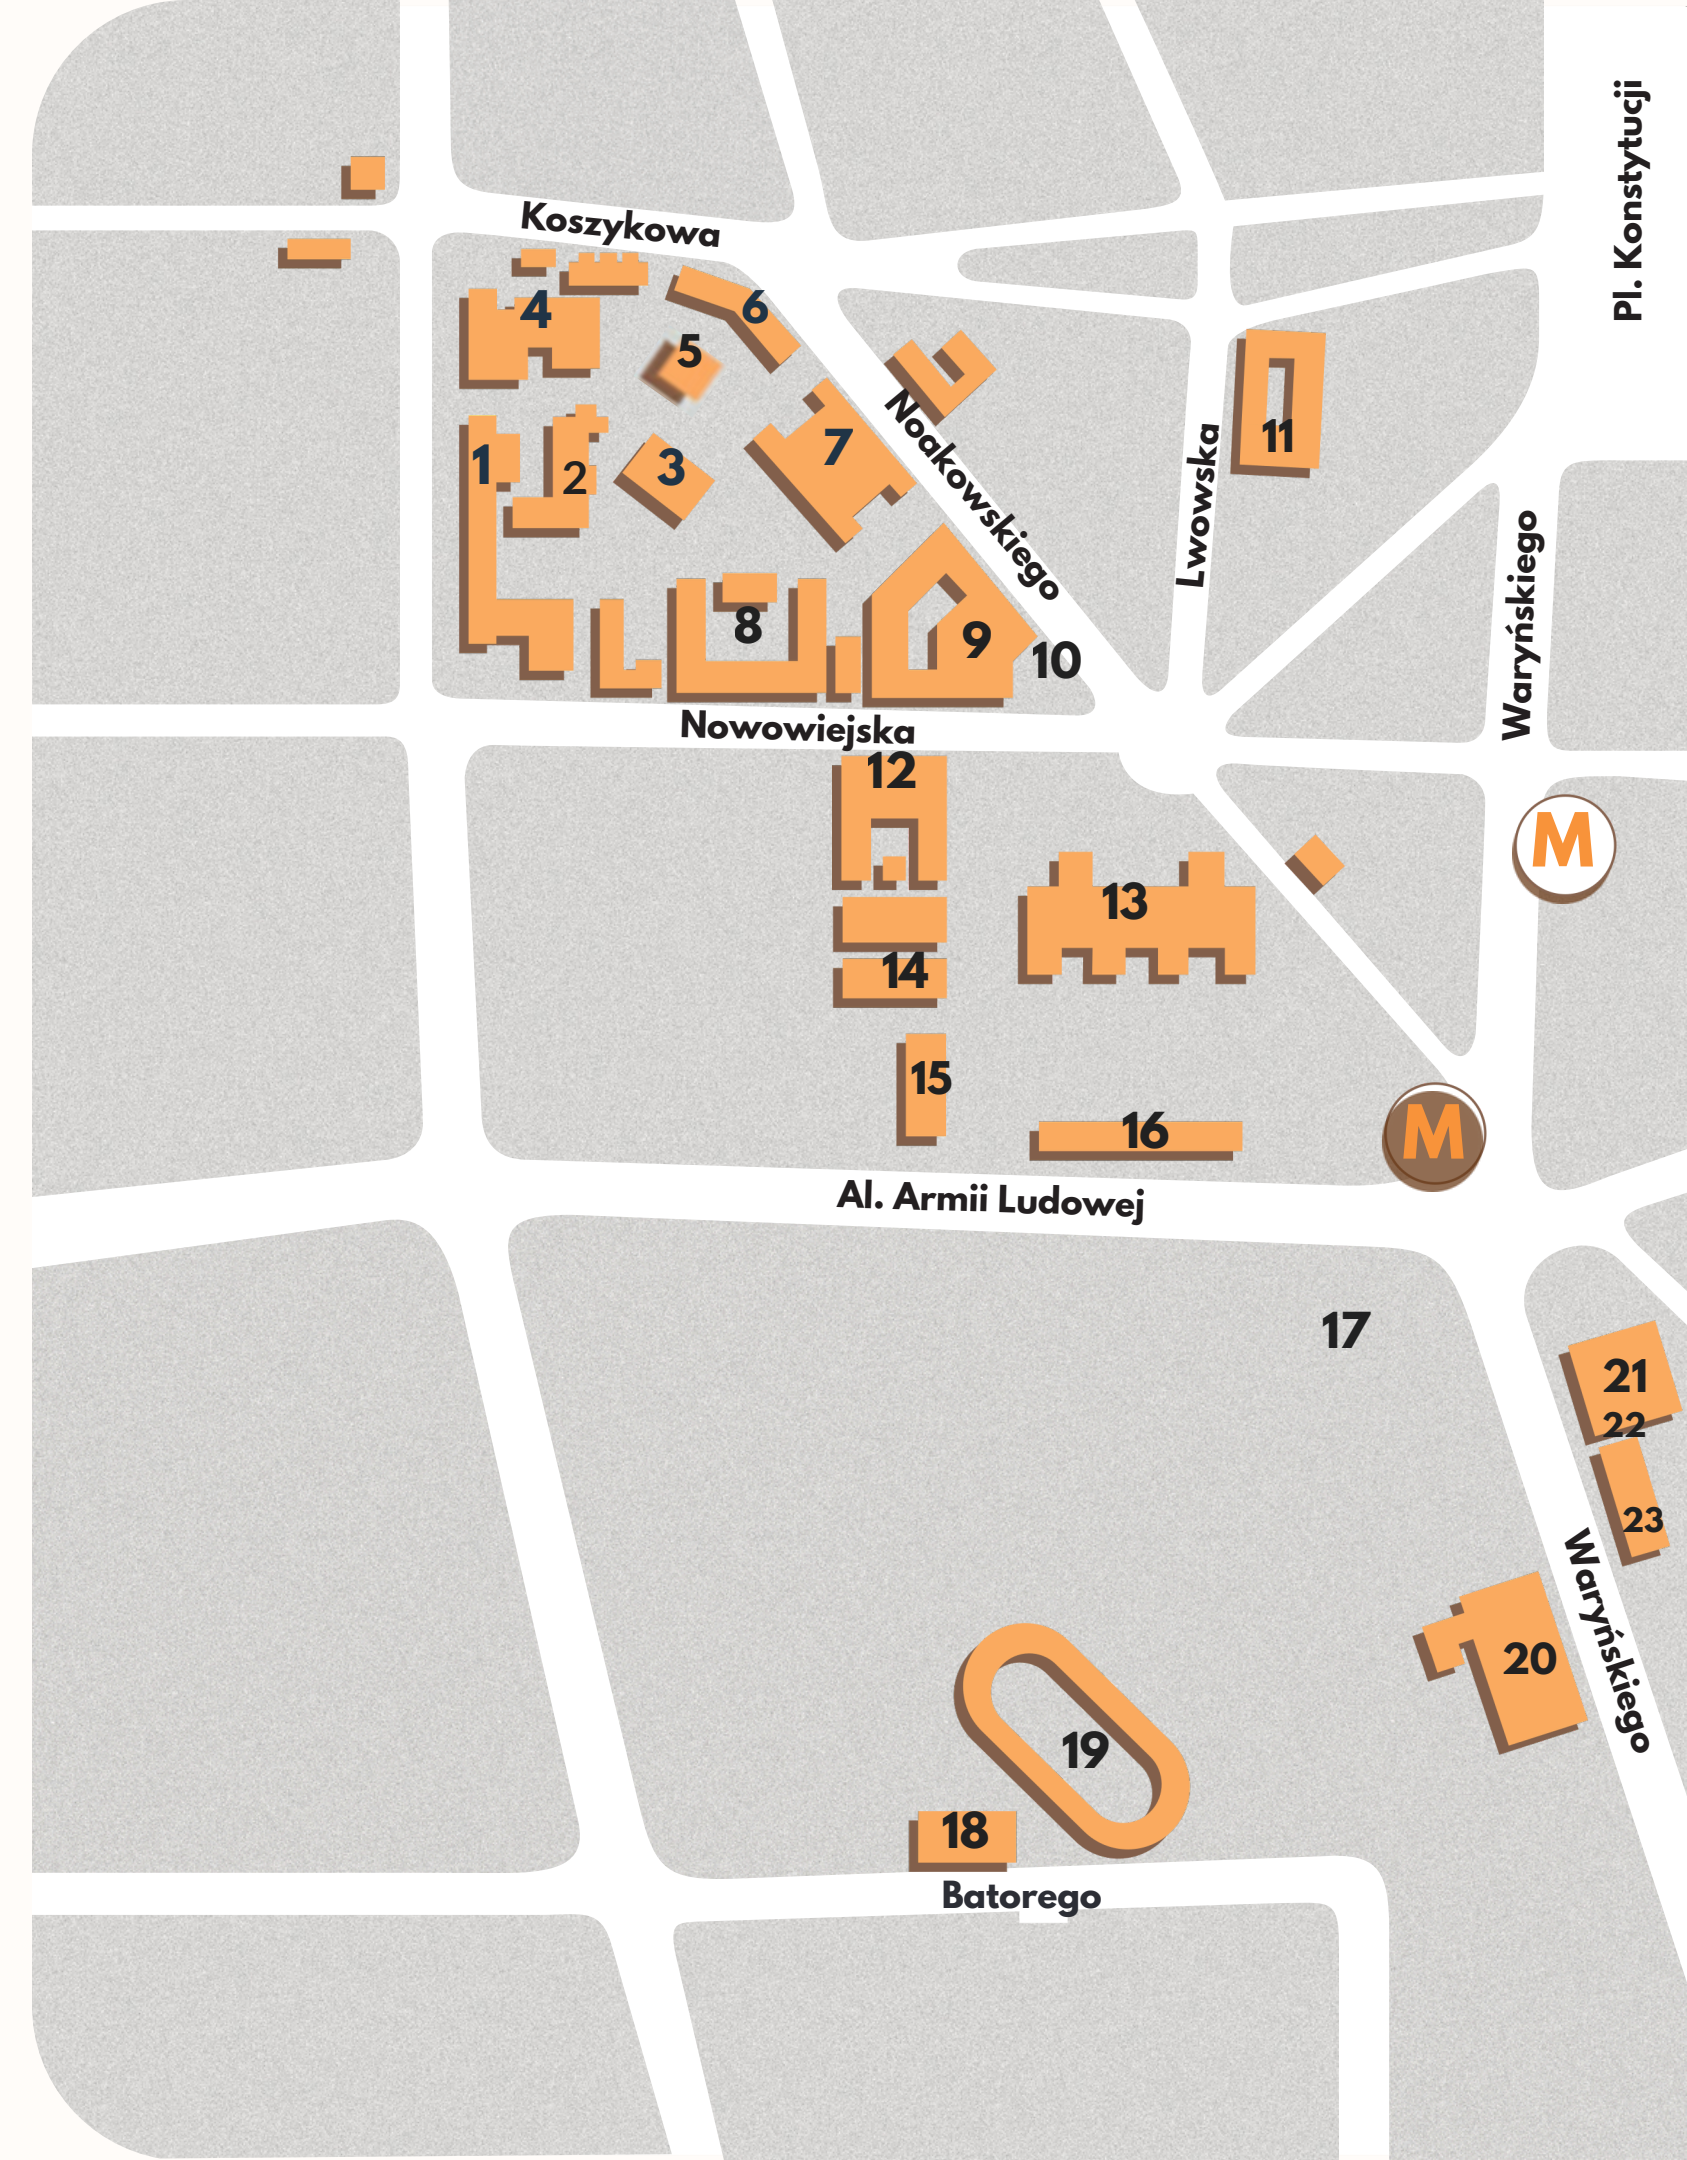 Pl. Konstytucji
Koszykowa
4
6
5
7
11
1
2
3
Noakowskiego
Lwowska
Waryńskiego
8
9
10
Nowowiejska
12
M
13
14
15
16
M
Al. Armii Ludowej
17
21
22
23
Waryńskiego
20
19
18
Batorego